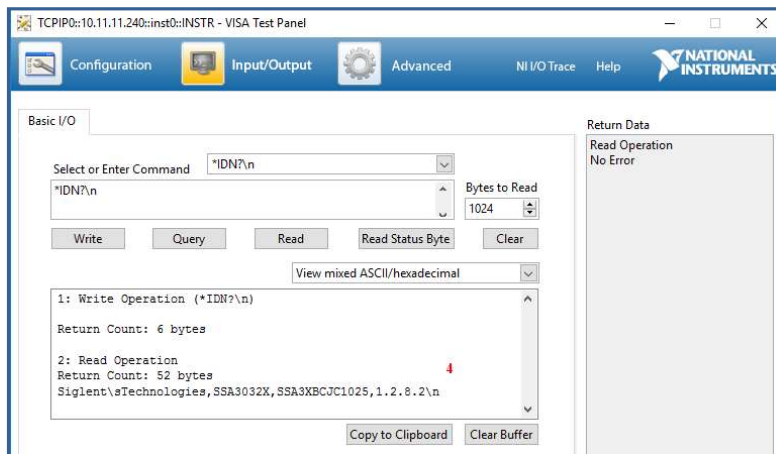 TCPIP0::10.11.11.240::inst0::INSTR - VISA Test Panel
Configuration
Input/Output
Advanced
NI I/O Trace
Help
NATIONAL
INSTRUMENTS
Basic I/O
Return Data
Read Operation
No Error
Select or Enter Command
*IDN?\n
*IDN?\n
Bytes to Read
1024
Write
Query
Read
Read Status Byte
Clear
View mixed ASCII/hexadecimal
1: Write Operation (*IDN?\n)
Return Count: 6 bytes
2: Read Operation
4
Return Count: 52 bytes
Siglent\sTechnologies,SSA3032X,SSA3XBCJC1025,1.2.8.2\n
Copy to Clipboard
Clear Buffer